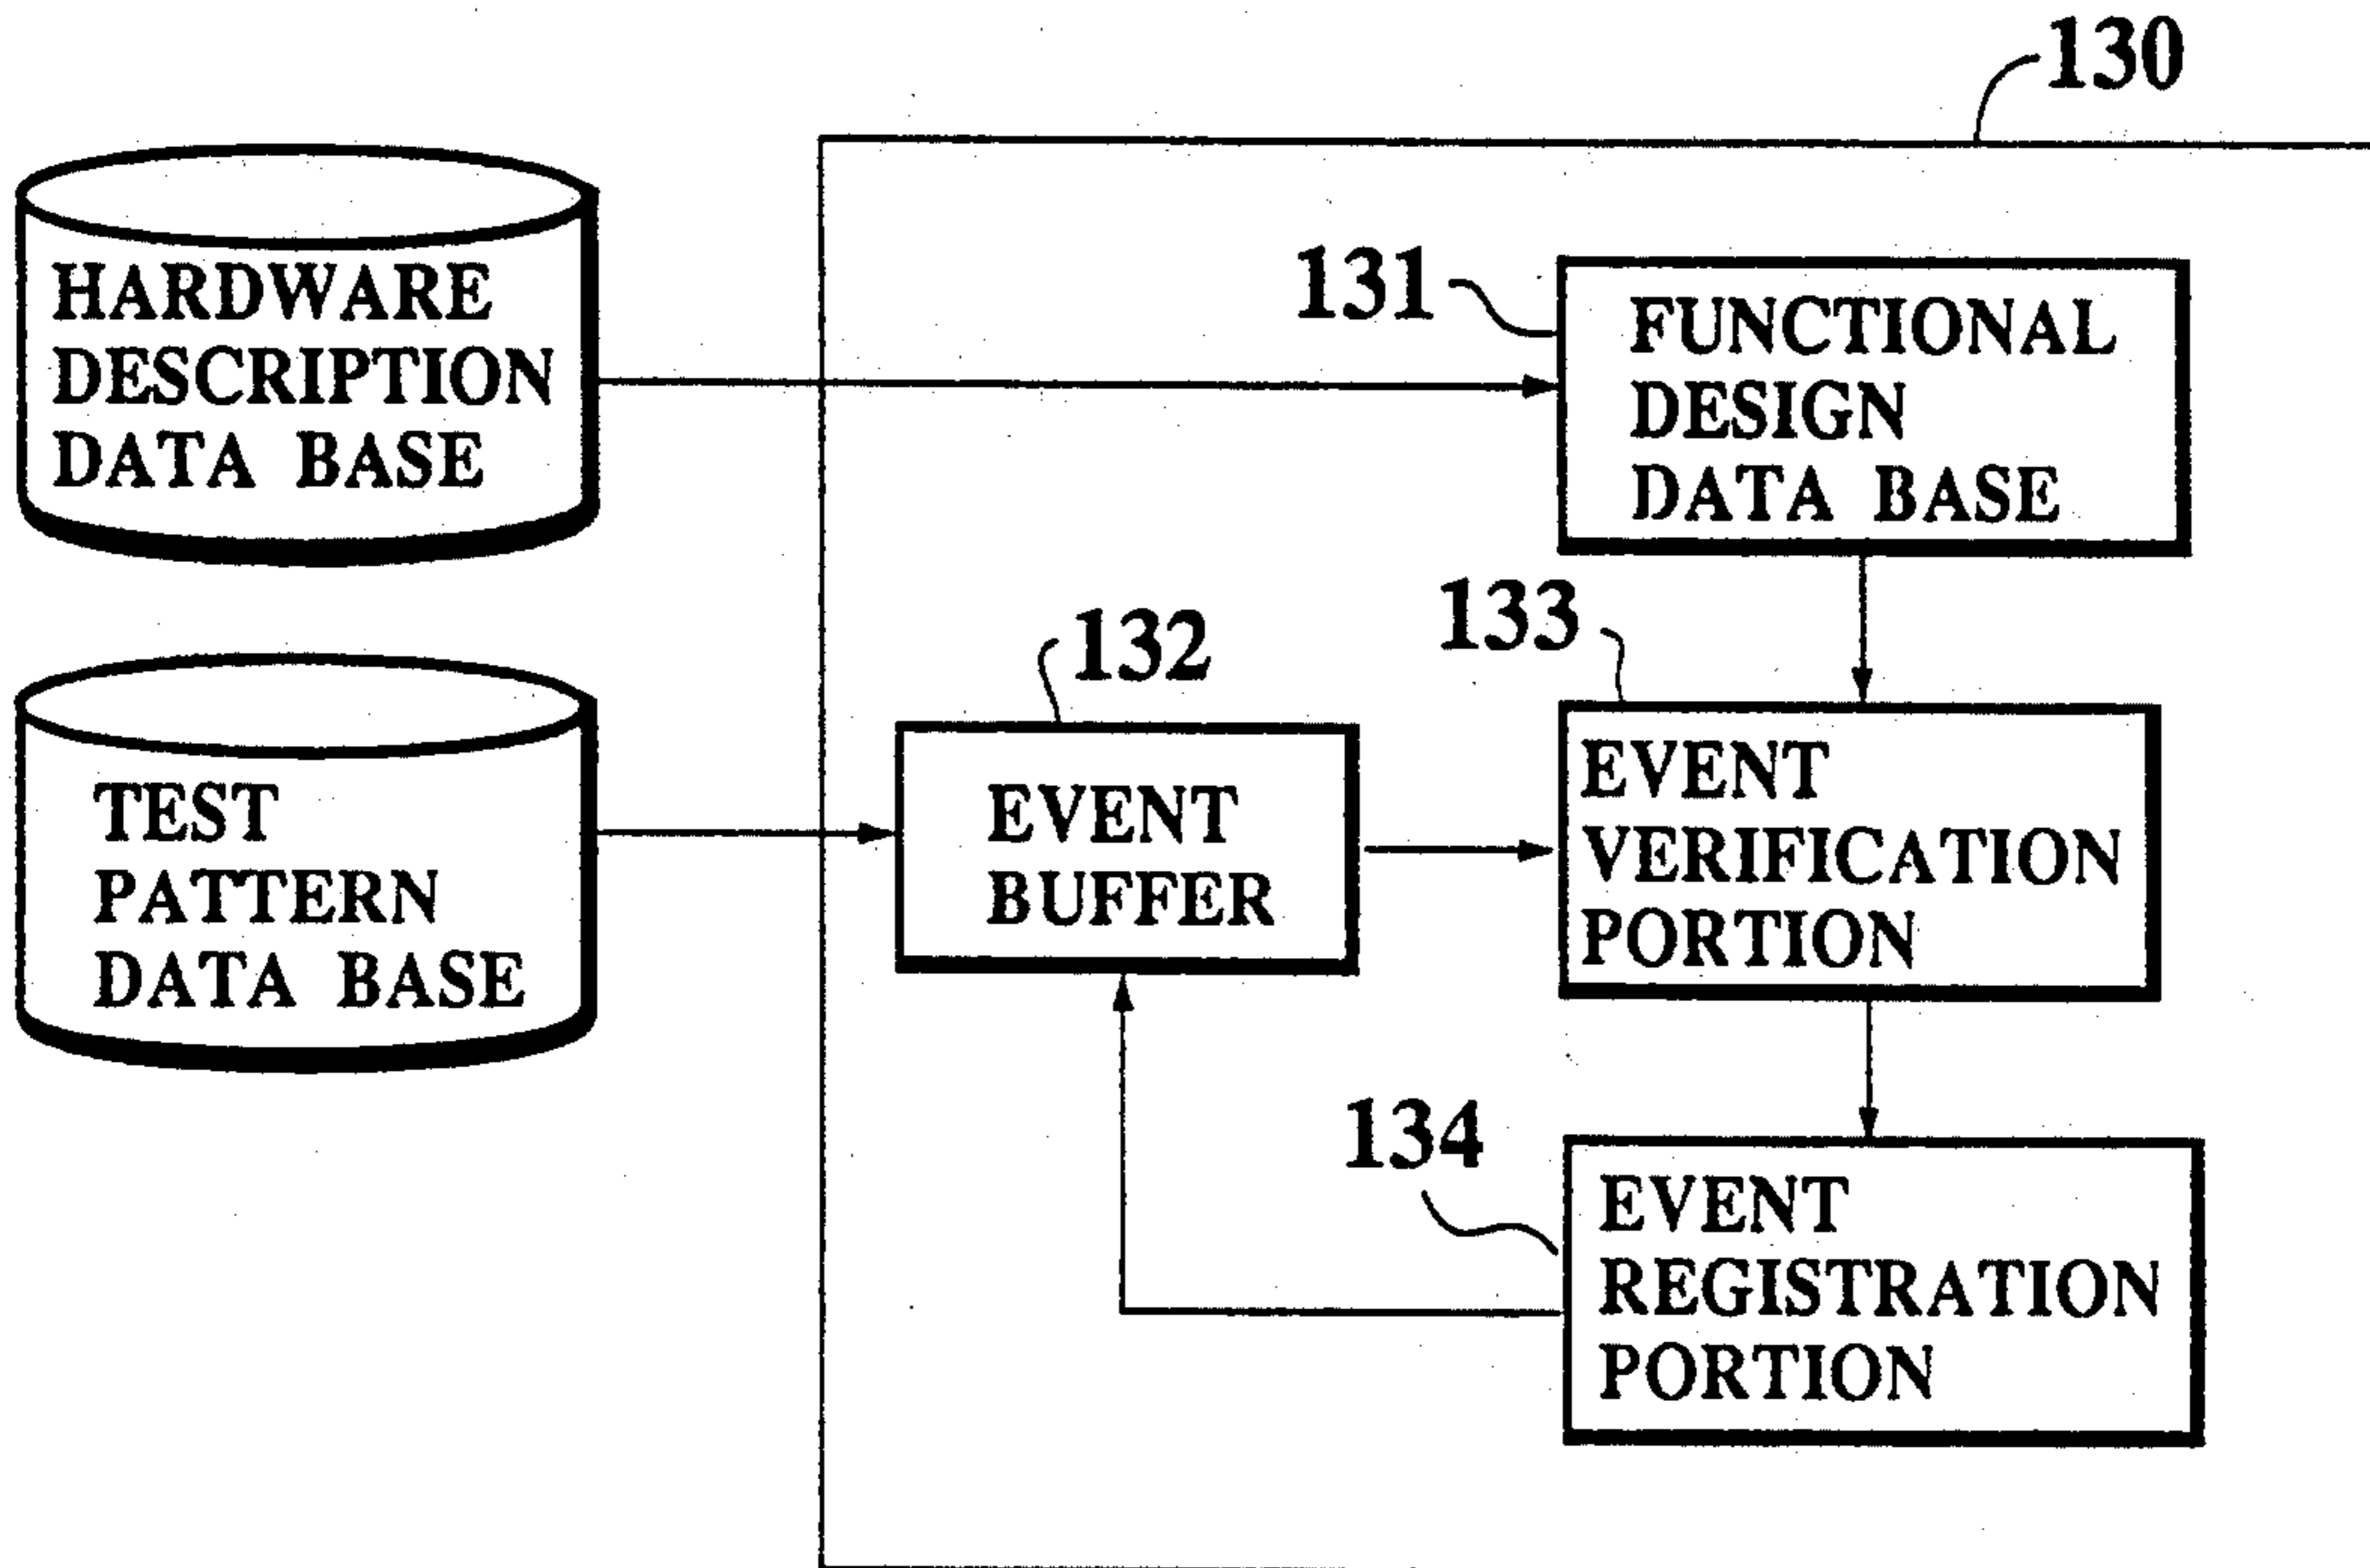 130
HARDWARE
DESCRIPTION
DATA BASE
131
FUNCTIONAL
DESIGN
DATA BASE
TEST
PATTERN
DATA BASE
132
EVENT
BUFFER
133
EVENT
VERIFICATION
PORTION
134
EVENT
REGISTRATION
PORTION